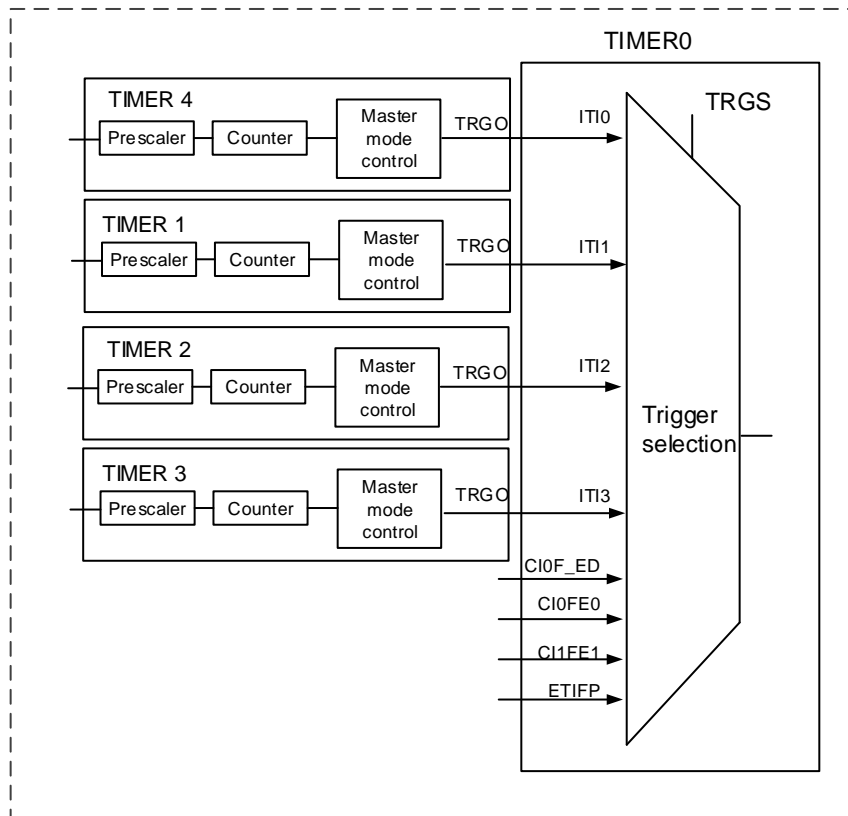 TIMER0
TIMER 4
Prescaler
Counter
Master
mode
control
TRGO
ITI0
TRGS
TIMER 1
Prescaler
Counter
Master
mode
control
TRGO
ITI1
TIMER 2
Prescaler
Counter
Master
mode
control
TRGO
ITI2
Trigger
selection
TIMER 3
Prescaler
Counter
Master
mode
control
TRGO
ITI3
CI0F_ED
CI0FE0
CI1FE1
ETIFP